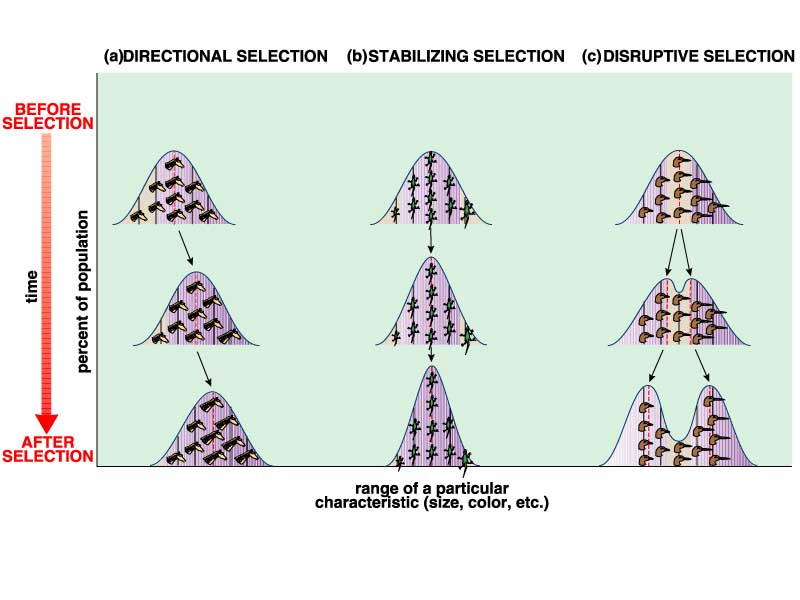 (a)DIRECTIONAL SELECTION
(b)STABILIZING SELECTION
(c)DISRUPTIVE SELECTION
BEFORE
SELECTION
time
percent of population
AFTER
SELECTION
range of a particular
characteristic (size, color, etc.)